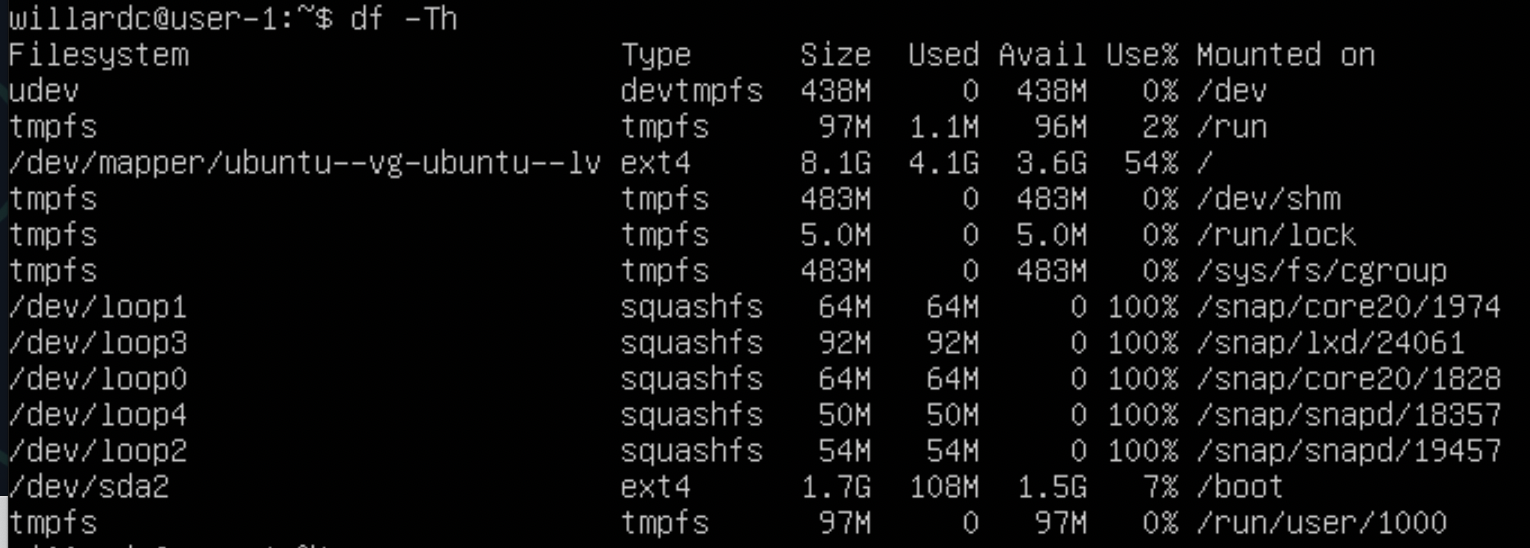 willardc@user-1:~$ df -Th
Filesystem Type Size Used Avail Use% Mounted on
udev devtmpfs 438M 0 438M 0% /dev
tmpfs tmpfs 97M 1.1M 96M 2% /run
/dev/mapper/ubuntu--vg-ubuntu--lv ext4 8.1G 4.1G 3.6G 54% /
tmpfs tmpfs 483M 0 483M 0% /dev/shm
tmpfs tmpfs 5.0M 0 5.0M 0% /run/lock
tmpfs tmpfs 483M 0 483M 0% /sys/fs/cgroup
/dev/loop1 squashfs 64M 64M 0 100% /snap/core20/1974
/dev/loop3 squashfs 92M 92M 0 100% /snap/lxd/24061
/dev/loop0 squashfs 64M 64M 0 100% /snap/core20/1828
/dev/loop4 squashfs 50M 50M 0 100% /snap/snapd/18357
/dev/loop2 squashfs 54M 54M 0 100% /snap/snapd/19457
/dev/sda2 ext4 1.7G 108M 1.5G 7% /boot
tmpfs tmpfs 97M 0 97M 0% /run/user/1000